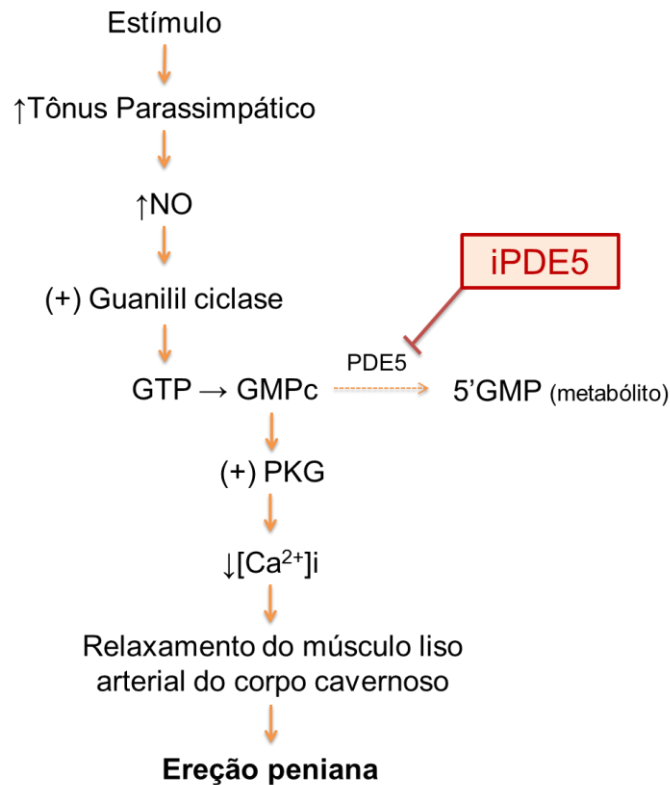 Estímulo
↑Tônus Parassimpático
↑NO
iPDE5
(+) Guanilil ciclase
PDE5
GTP → GMPc
5’GMP (metabólito)
(+) PKG
↓[Ca²⁺]i
Relaxamento do músculo liso
arterial do corpo cavernoso
Ereção peniana